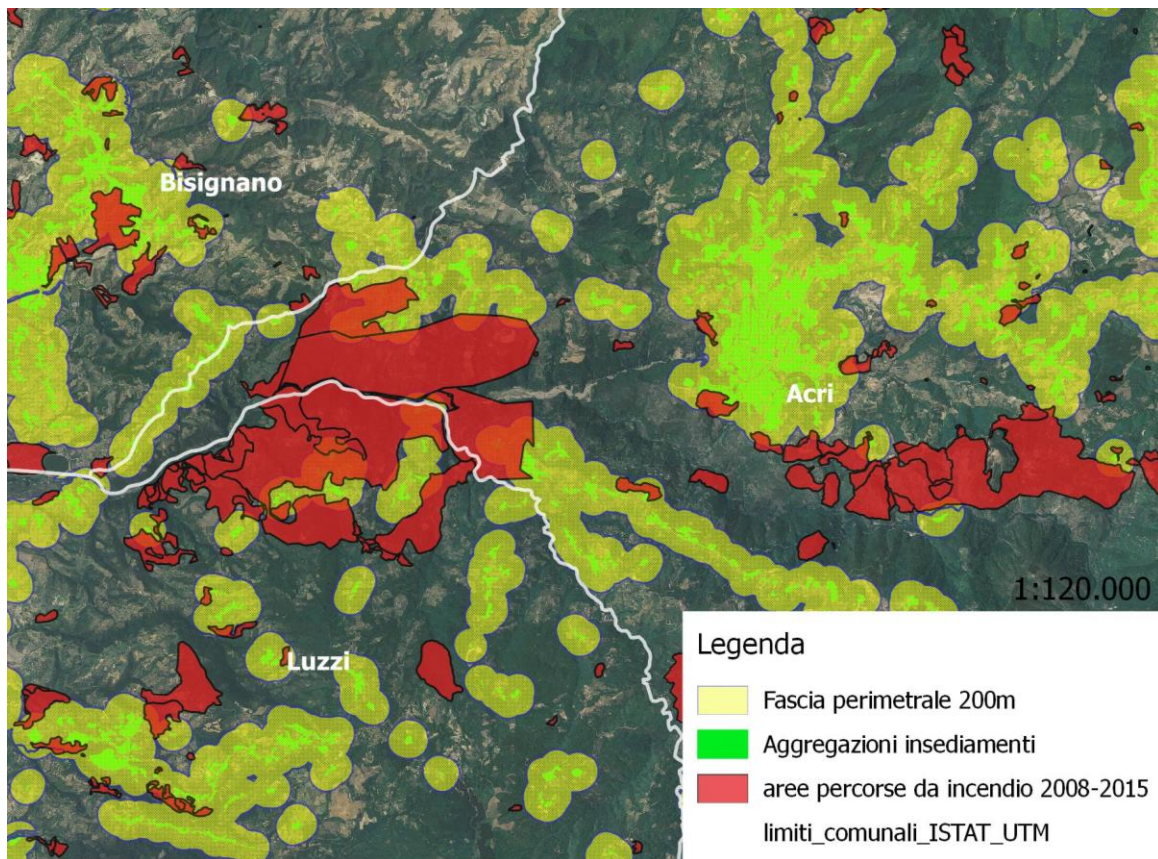 Bisignano
Acri
1:120.000
Luzzi
Legenda
Fascia perimetrale 200m
Aggregazioni insediamenti
aree percorse da incendio 2008-2015
limiti_comunali_ISTAT_UTM